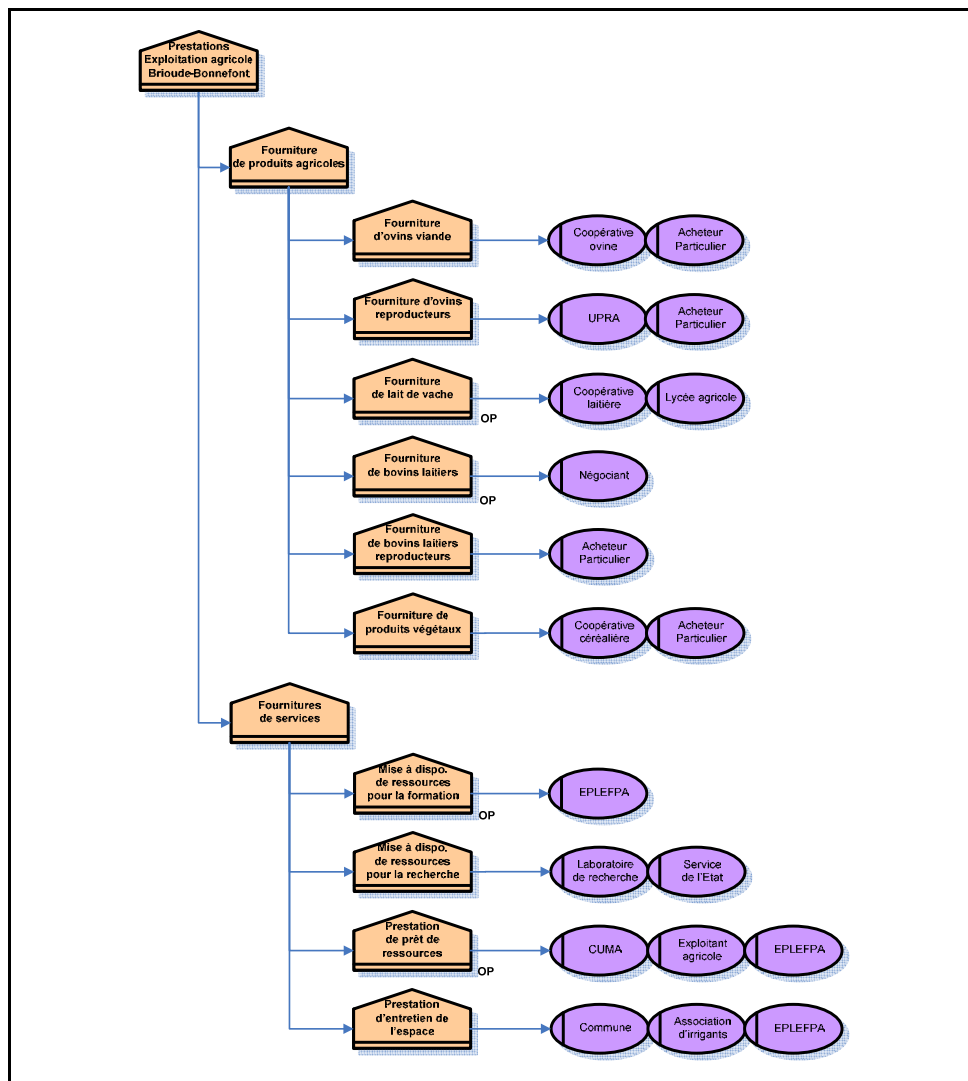 Prestations
Exploitation agricole
Brioude-Bonnefont
Fourniture
de produits agricoles
Fourniture
d'ovins viande
Coopérative
ovine
Acheteur
Particulier
Fourniture d'ovins
reproducteurs
UPRA
Acheteur
Particulier
Fourniture
de lait de vache
OP
Coopérative
laitière
Lycée agricole
Fourniture
de bovins laitiers
OP
Négociant
Fourniture
de bovins laitiers
reproducteurs
Acheteur
Particulier
Fourniture de
produits végétaux
Coopérative
céréalière
Acheteur
Particulier
Fournitures
de services
Mise à dispo.
de ressources
pour la formation
OP
EPLEFPA
Mise à dispo.
de ressources
pour la recherche
Laboratoire
de recherche
Service
de l'Etat
Prestation
de prêt de
ressources
OP
CUMA
Exploitant
agricole
EPLEFPA
Prestation
d'entretien de
l'espace
Commune
Association
d'irrigants
EPLEFPA